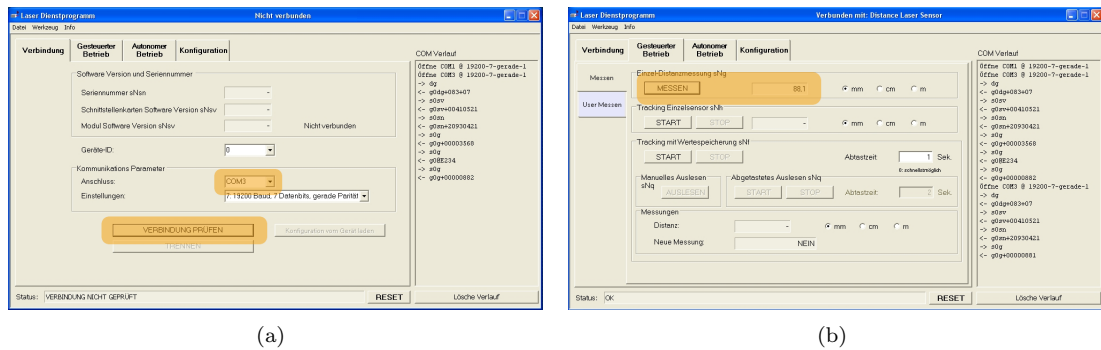 Laser Dienstprogramm
Nicht verbunden
Datei Werkzeug Info
Verbindung
Gesteuerter Betrieb
Autonomer Betrieb
Konfiguration
Software Version und Seriennummer
Seriennummer sNsn
-
Schnittstellenkarten Software Version sNsv
-
Modul Software Version sNsv
-
Nicht verbunden
Geräte-ID:
0
Kommunikations Parameter
Anschluss:
COM3
Einstellungen:
7: 19200 Baud, 7 Datenbits, gerade Parität
VERBINDUNG PRÜFEN
Konfiguration vom Gerät laden
TRENNEN
Status: VERBINDUNG NICHT GEPRÜFT
RESET
COM Verlauf
Öffne COM1 @ 19200-7-gerade-1
Öffne COM3 @ 19200-7-gerade-1
-> dg
<- g0dg+083+07
-> s0sv
<- g0sv+00410521
-> s0sn
<- g0sn+20930421
-> s0g
<- g0g+00003568
-> s0g
<- g0@E234
-> s0g
<- g0g+00000882
Lösche Verlauf
(a)
Laser Dienstprogramm
Verbunden mit: Distance Laser Sensor
Datei Werkzeug Info
Verbindung
Gesteuerter Betrieb
Autonomer Betrieb
Konfiguration
Messen
User Messen
Einzel-Distanzmessung sNg
MESSEN
88,1
mm
cm
m
Tracking Einzelsensor sNh
START
STOP
-
mm
cm
m
Tracking mit Wertespeicherung sNf
START
STOP
Abtastzeit
1 Sek.
0: schnellstmöglich
Manuelles Auslesen sNq
AUSLESEN
Abgetastetes Auslesen sNq
START
STOP
Abtastzeit:
2 Sek.
Messungen
Distanz:
-
mm
cm
m
Neue Messung:
NEIN
Status: OK
RESET
COM Verlauf
Öffne COM1 @ 19200-7-gerade-1
Öffne COM3 @ 19200-7-gerade-1
-> dg
<- g0dg+083+07
-> s0sv
<- g0sv+00410521
-> s0sn
<- g0sn+20930421
-> s0g
<- g0g+00003568
-> s0g
<- g0@E234
-> s0g
<- g0g+00000882
Öffne COM3 @ 19200-7-gerade-1
-> dg
<- g0dg+083+07
-> s0sv
<- g0sv+00410521
-> s0sn
<- g0sn+20930421
-> s0g
<- g0g+00000881
Lösche Verlauf
(b)